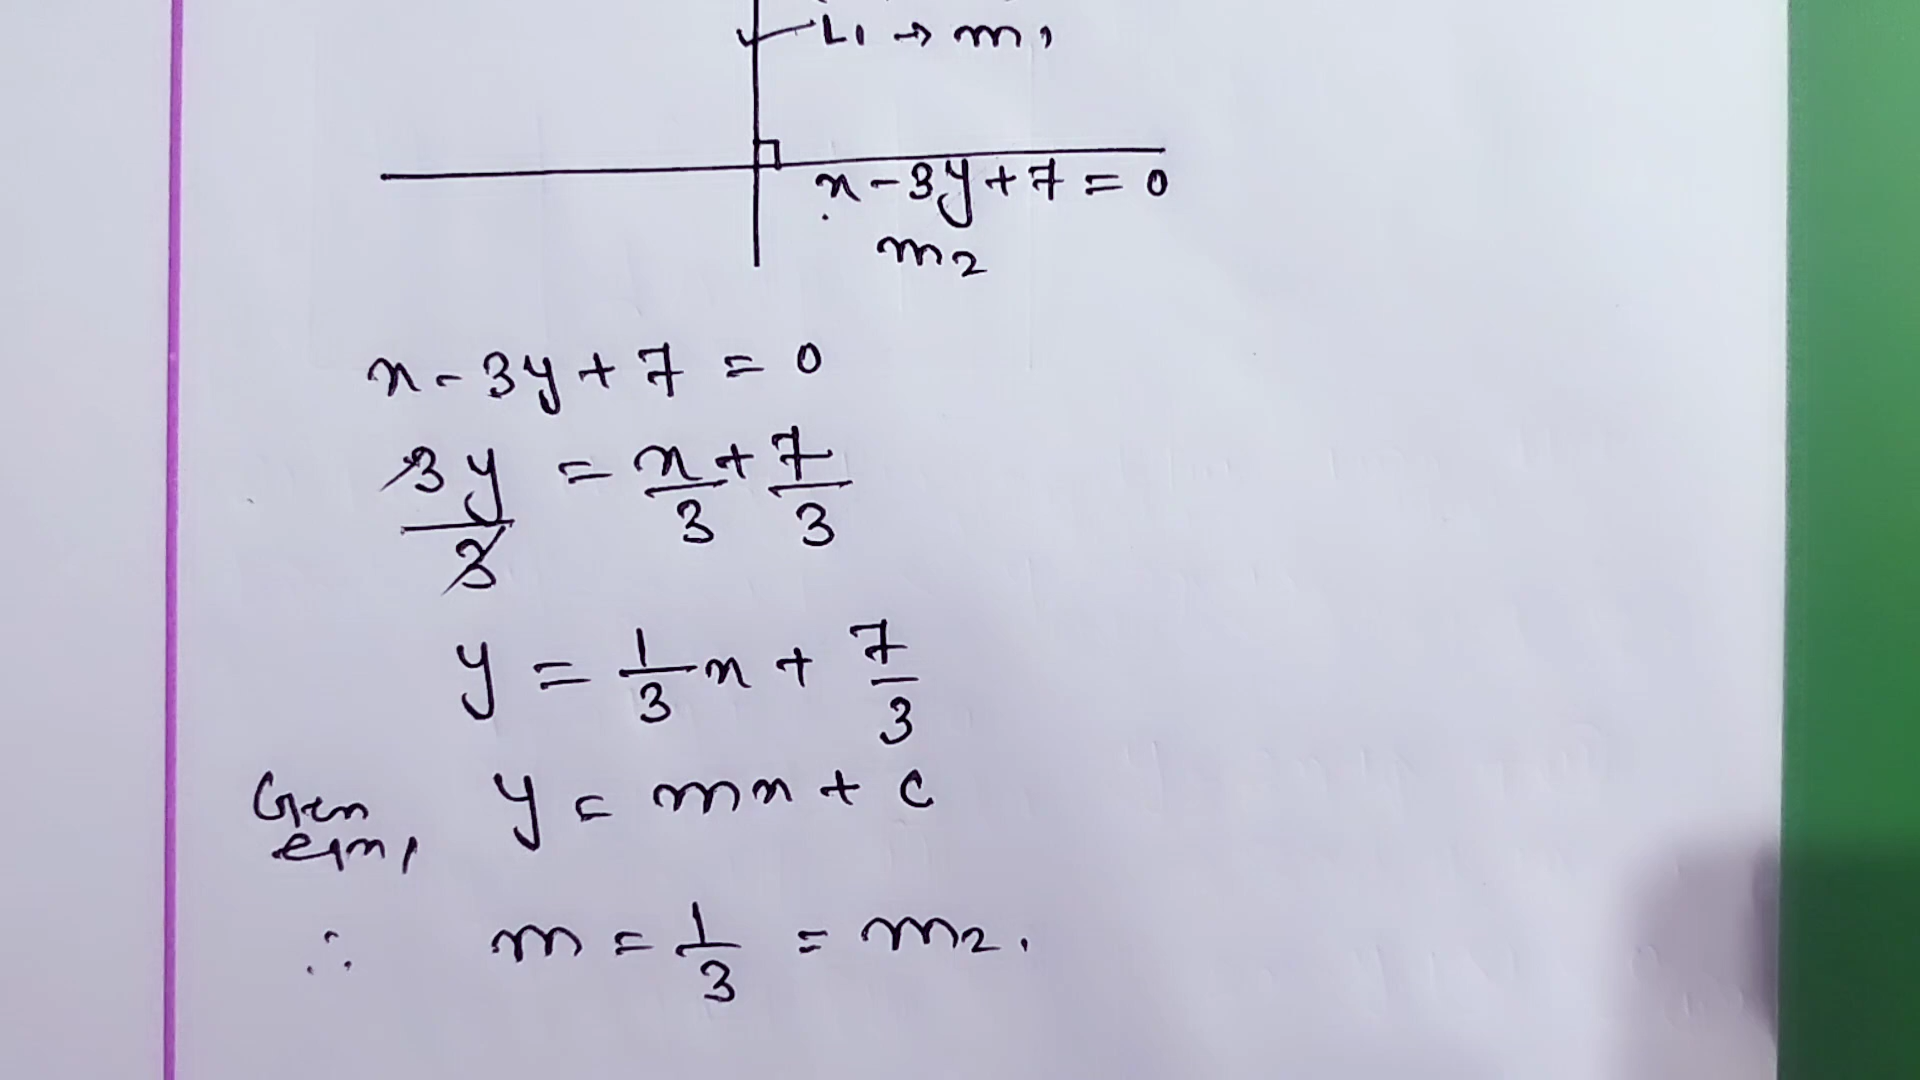 L1 → m1
x - 3y + 7 = 0
m2
x - 3y + 7 = 0
3y/3 = x/3 + 7/3
y = 1/3 x + 7/3
Gen y = mx + c
eqn,
∴ m = 1/3 = m2.